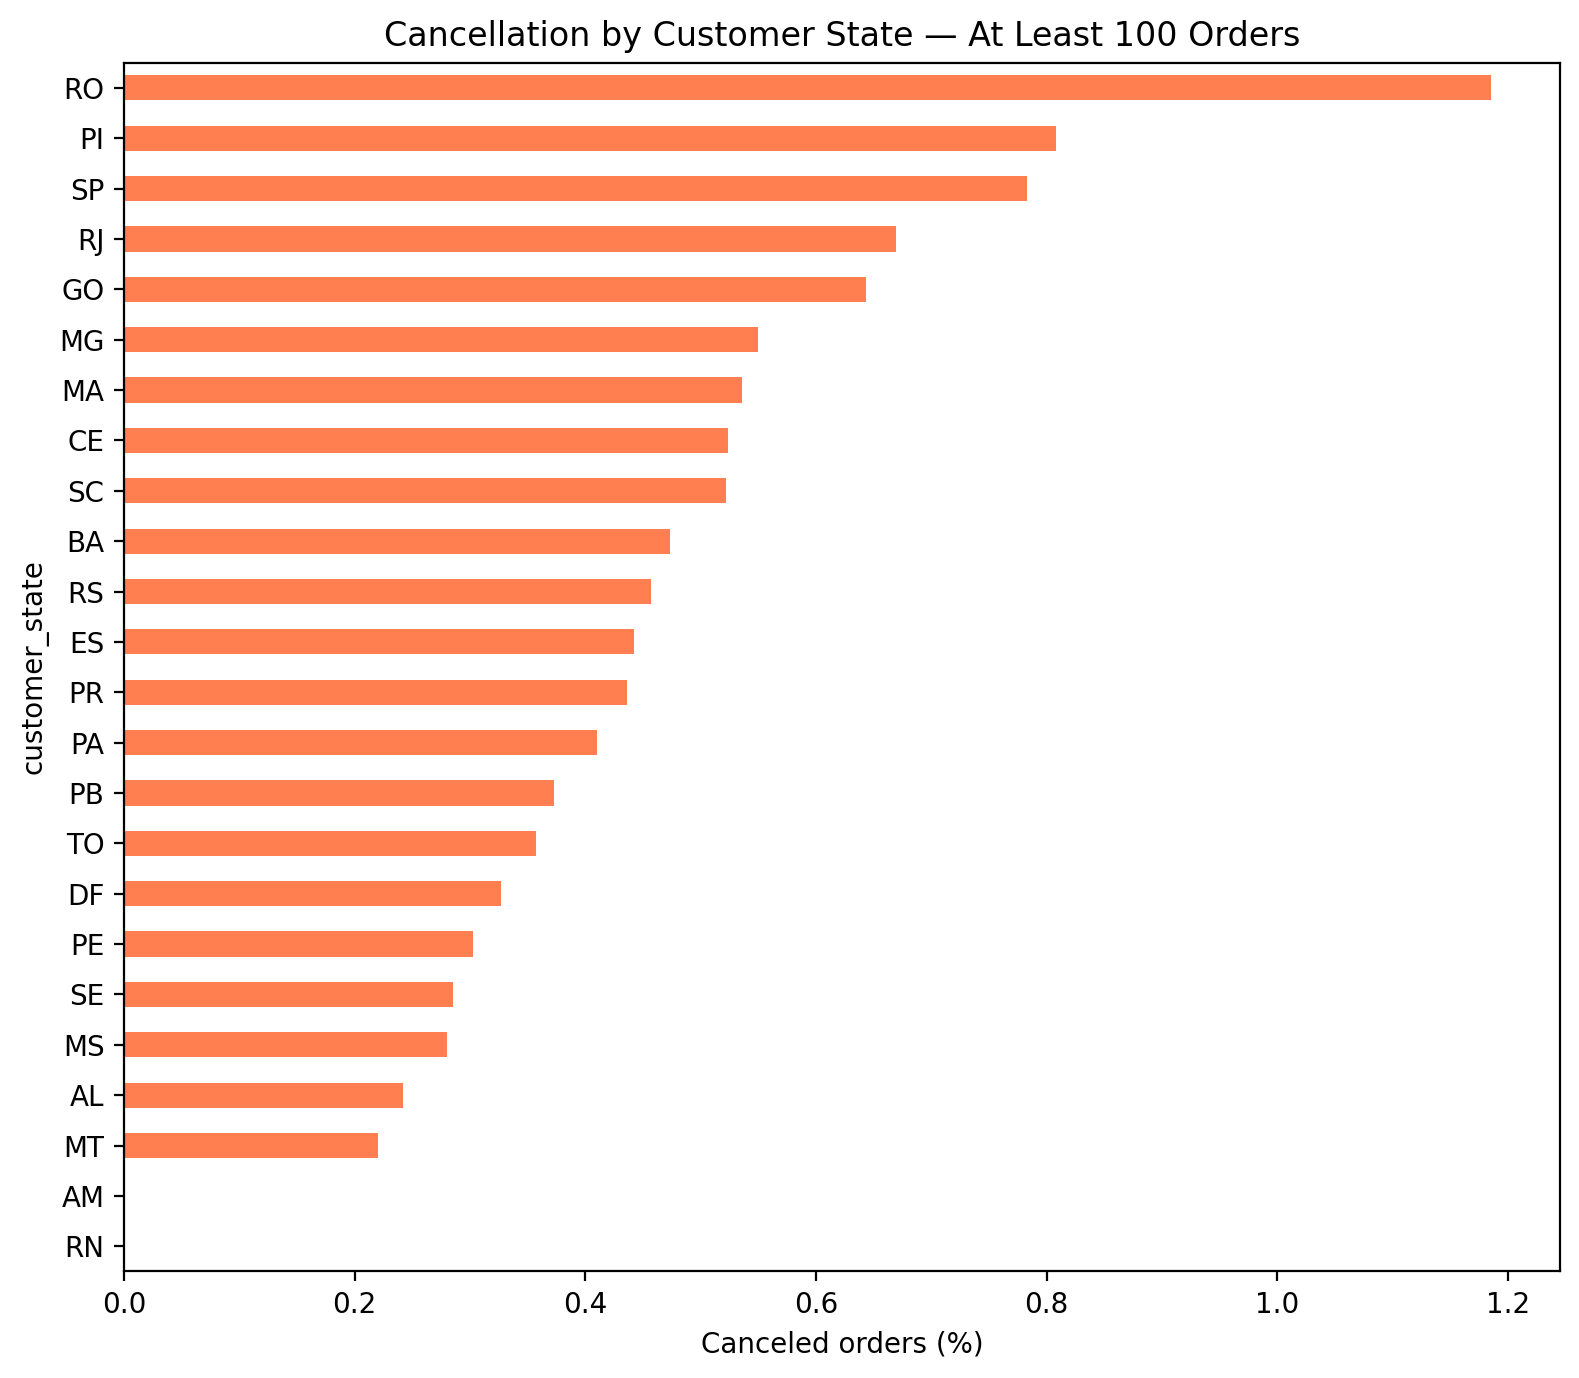 Cancellation by Customer State — At Least 100 Orders
customer_state
RO
PI
SP
RJ
GO
MG
MA
CE
SC
BA
RS
ES
PR
PA
PB
TO
DF
PE
SE
MS
AL
MT
AM
RN
0.0 0.2 0.4 0.6 0.8 1.0 1.2
Canceled orders (%)